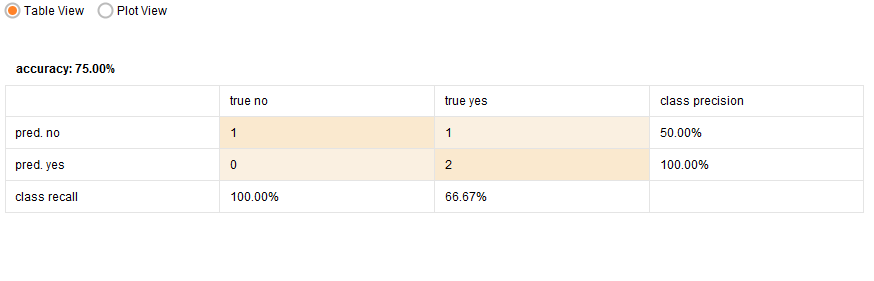 Table View Plot View
accuracy: 75.00%
true no true yes class precision
pred. no 1 1 50.00%
pred. yes 0 2 100.00%
class recall 100.00% 66.67%